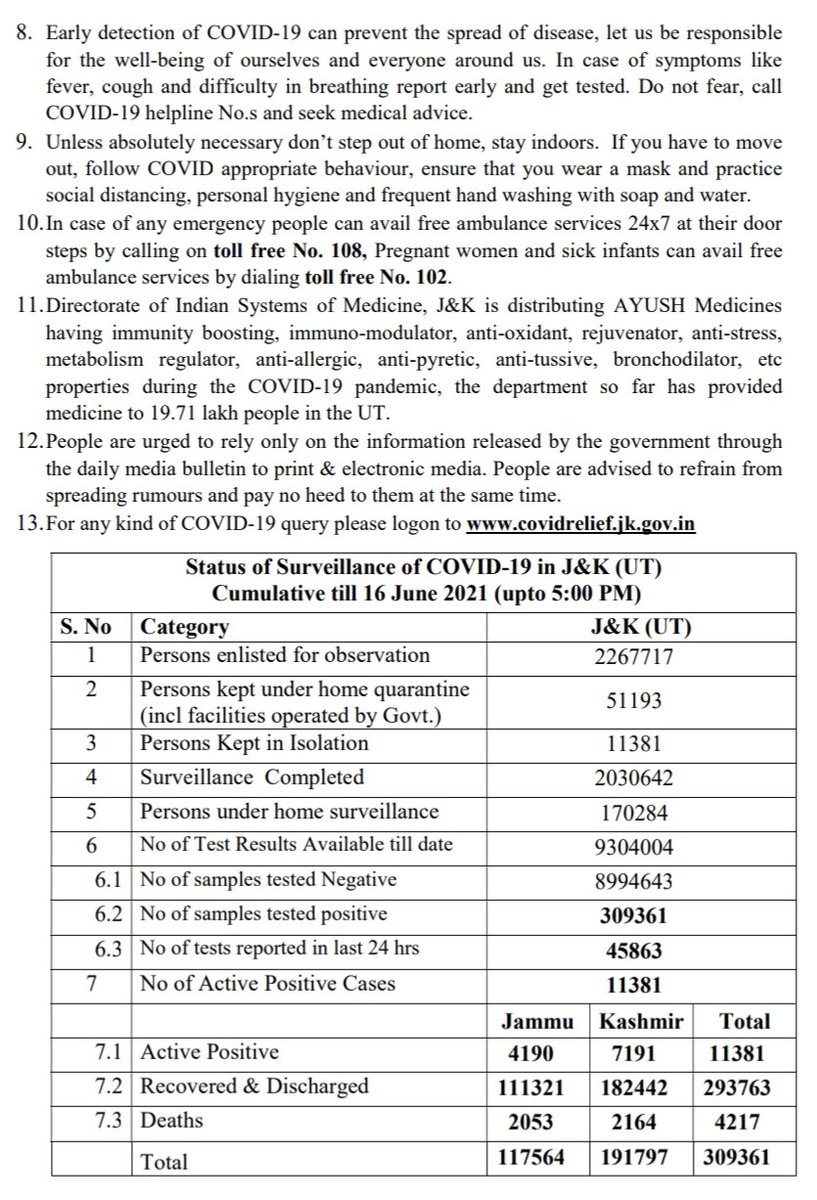 8. Early detection of COVID-19 can prevent the spread of disease, let us be responsible
for the well-being of ourselves and everyone around us. In case of symptoms like
fever, cough and difficulty in breathing report early and get tested. Do not fear, call
COVID-19 helpline No.s and seek medical advice.
9. Unless absolutely necessary don’t step out of home, stay indoors. If you have to move
out, follow COVID appropriate behaviour, ensure that you wear a mask and practice
social distancing, personal hygiene and frequent hand washing with soap and water.
10.In case of any emergency people can avail free ambulance services 24x7 at their door
steps by calling on toll free No. 108, Pregnant women and sick infants can avail free
ambulance services by dialing toll free No. 102.
11.Directorate of Indian Systems of Medicine, J&K is distributing AYUSH Medicines
having immunity boosting, immuno-modulator, anti-oxidant, rejuvenator, anti-stress,
metabolism regulator, anti-allergic, anti-pyretic, anti-tussive, bronchodilator, etc
properties during the COVID-19 pandemic, the department so far has provided
medicine to 19.71 lakh people in the UT.
12.People are urged to rely only on the information released by the government through
the daily media bulletin to print & electronic media. People are advised to refrain from
spreading rumours and pay no heed to them at the same time.
13.For any kind of COVID-19 query please logon to www.covidrelief.jk.gov.in
Status of Surveillance of COVID-19 in J&K (UT)
Cumulative till 16 June 2021 (upto 5:00 PM)
S. No Category J&K (UT)
1 Persons enlisted for observation 2267717
2 Persons kept under home quarantine
(incl facilities operated by Govt.) 51193
3 Persons Kept in Isolation 11381
4 Surveillance Completed 2030642
5 Persons under home surveillance 170284
6 No of Test Results Available till date 9304004
6.1 No of samples tested Negative 8994643
6.2 No of samples tested positive 309361
6.3 No of tests reported in last 24 hrs 45863
7 No of Active Positive Cases 11381
Jammu Kashmir Total
7.1 Active Positive 4190 7191 11381
7.2 Recovered & Discharged 111321 182442 293763
7.3 Deaths 2053 2164 4217
Total 117564 191797 309361